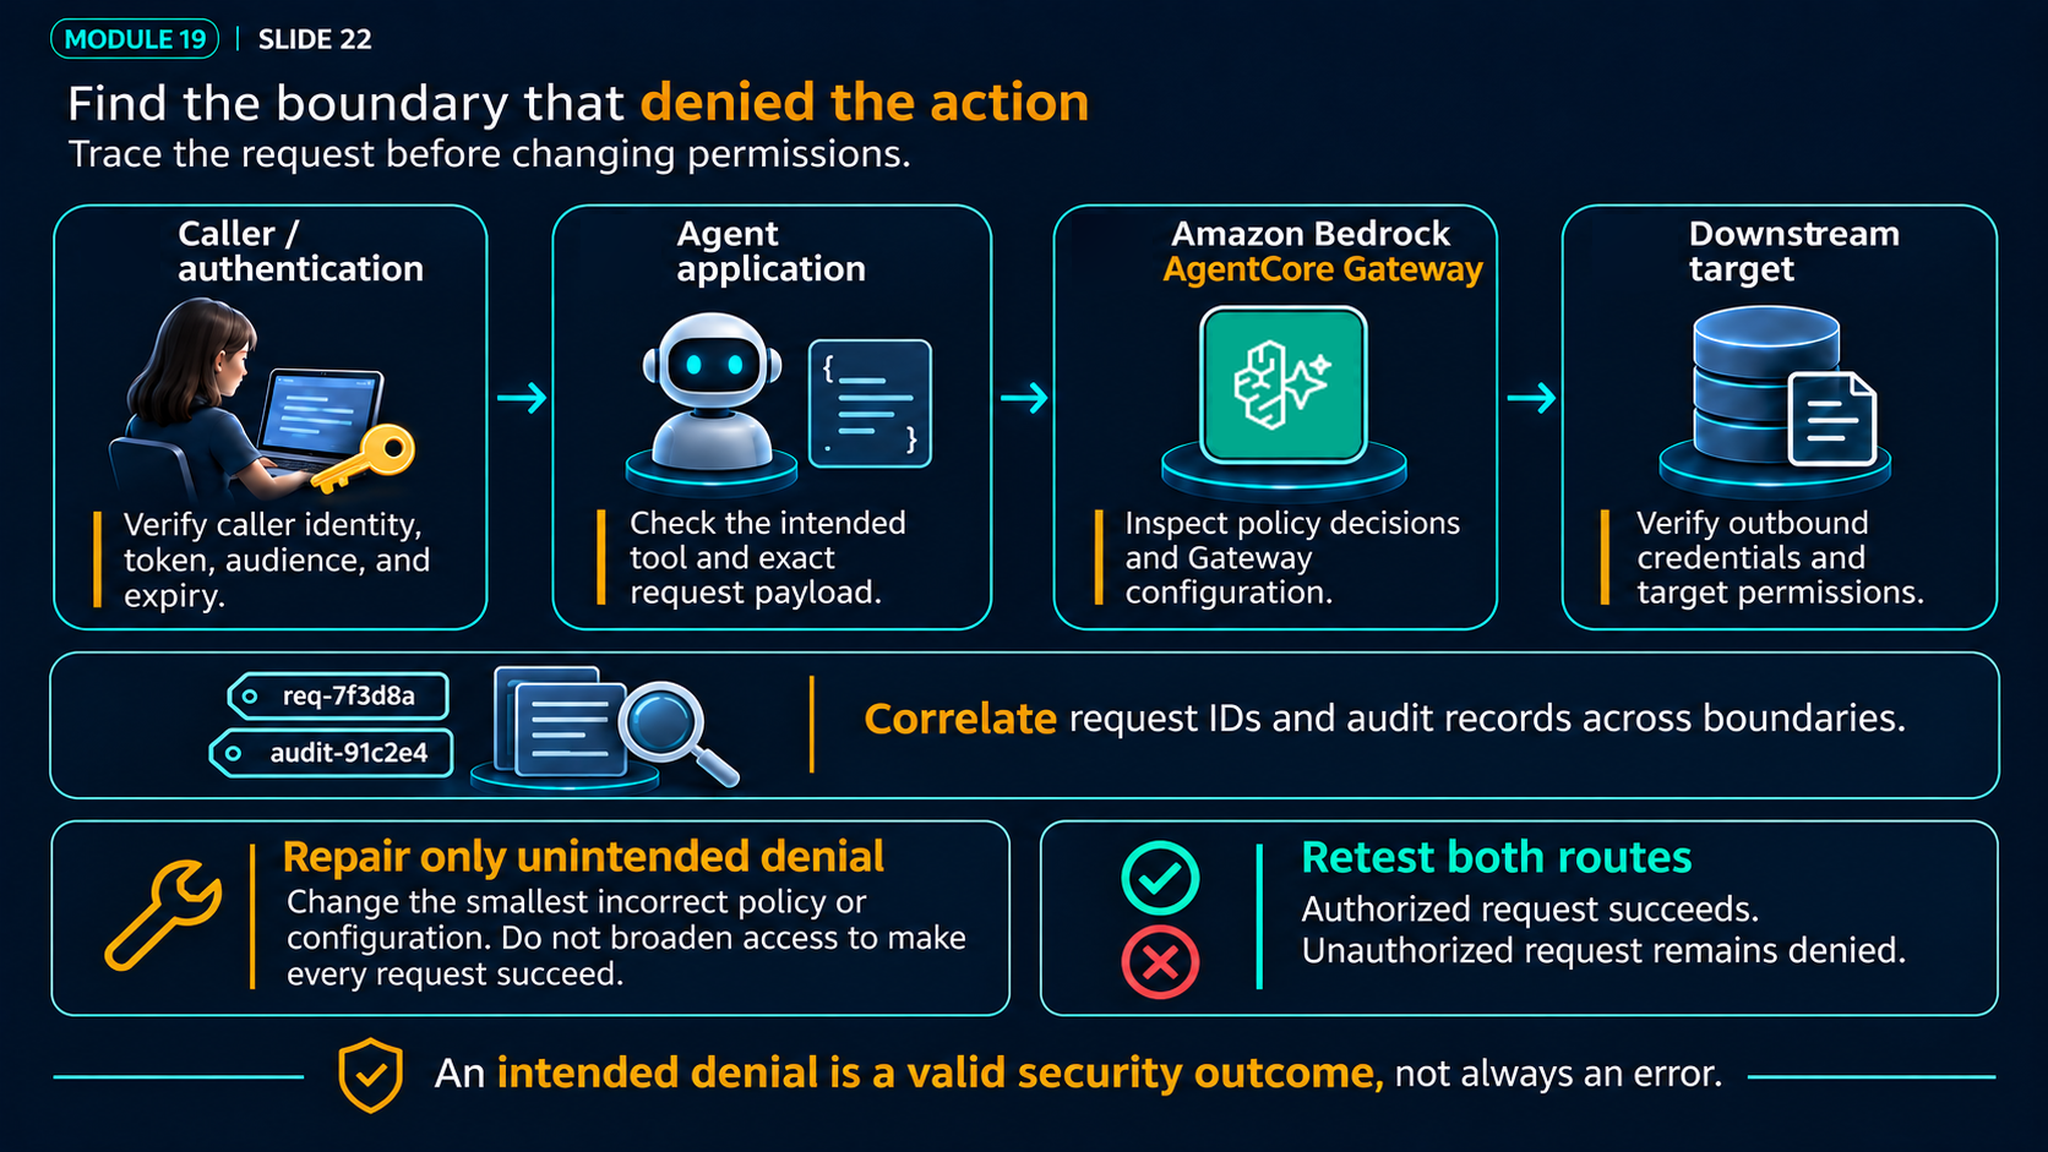 MODULE 19 | SLIDE 22
Find the boundary that denied the action
Trace the request before changing permissions.
Caller /
authentication
Verify caller identity,
token, audience, and
expiry.
Agent
application
{
}
Check the intended
tool and exact
request payload.
Amazon Bedrock
AgentCore Gateway
Inspect policy decisions
and Gateway
configuration.
Downstream
target
Verify outbound
credentials and
target permissions.
req-7f3d8a
audit-91c2e4
Correlate request IDs and audit records across boundaries.
Repair only unintended denial
Change the smallest incorrect policy or
configuration. Do not broaden access to make
every request succeed.
Retest both routes
Authorized request succeeds.
Unauthorized request remains denied.
An intended denial is a valid security outcome, not always an error.